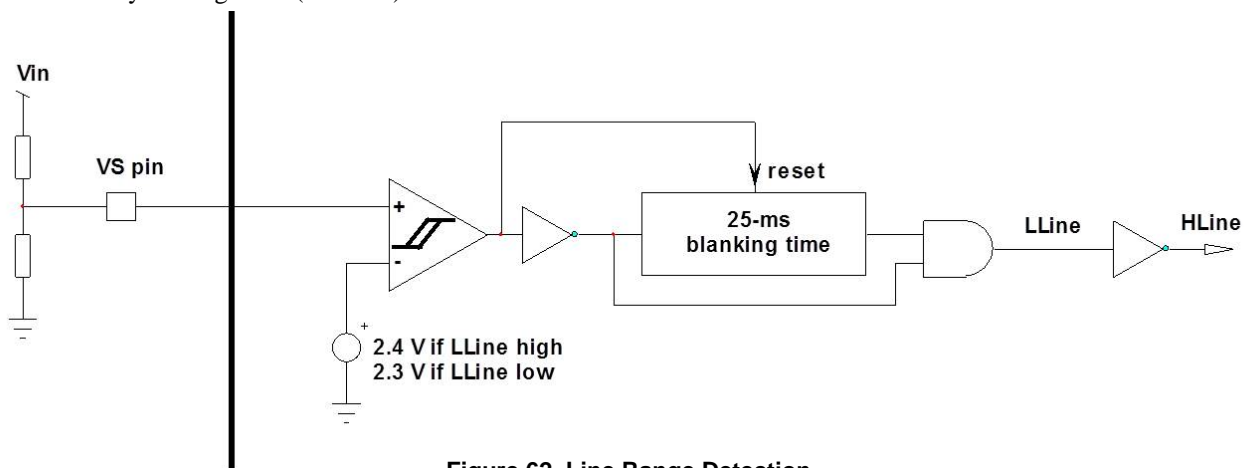 Vin
VS pin
+
-
+
2.4 V if LLine high
2.3 V if LLine low
reset
25-ms
blanking time
LLine
HLine
Figure 62. Line Range Detection